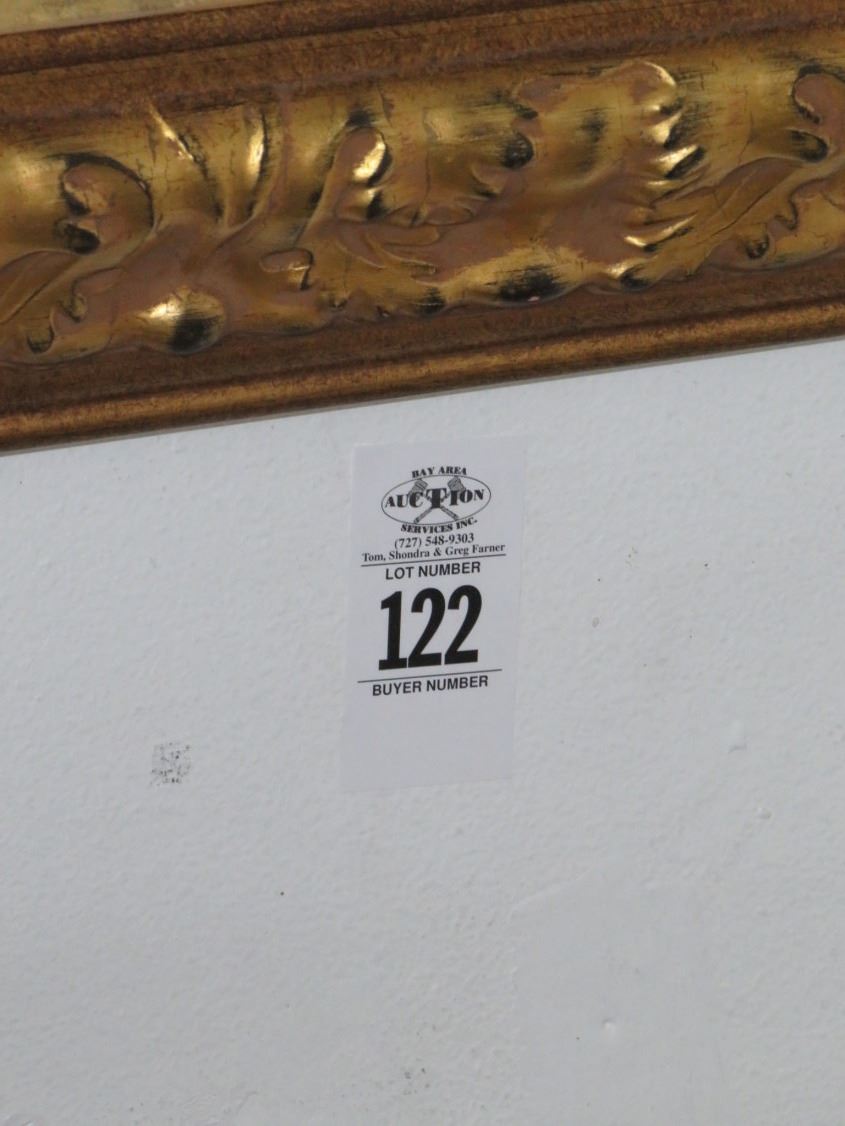 BAY AREA
AUCTION
SERVICES INC.
(727) 548-9303
Tom, Shondra & Greg Farner
LOT NUMBER
122
BUYER NUMBER